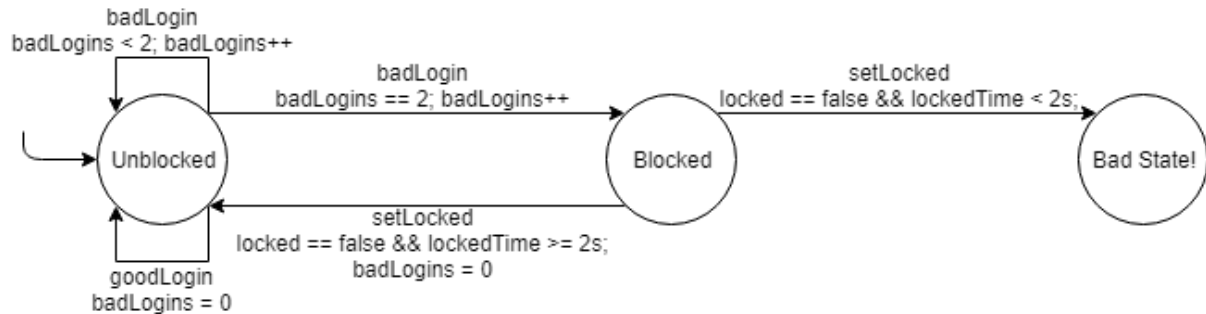 badLogin
badLogins < 2; badLogins++
badLogin
badLogins == 2; badLogins++
setLocked
locked == false && lockedTime < 2s;
Unblocked
Blocked
Bad State!
setLocked
locked == false && lockedTime >= 2s;
badLogins = 0
goodLogin
badLogins = 0